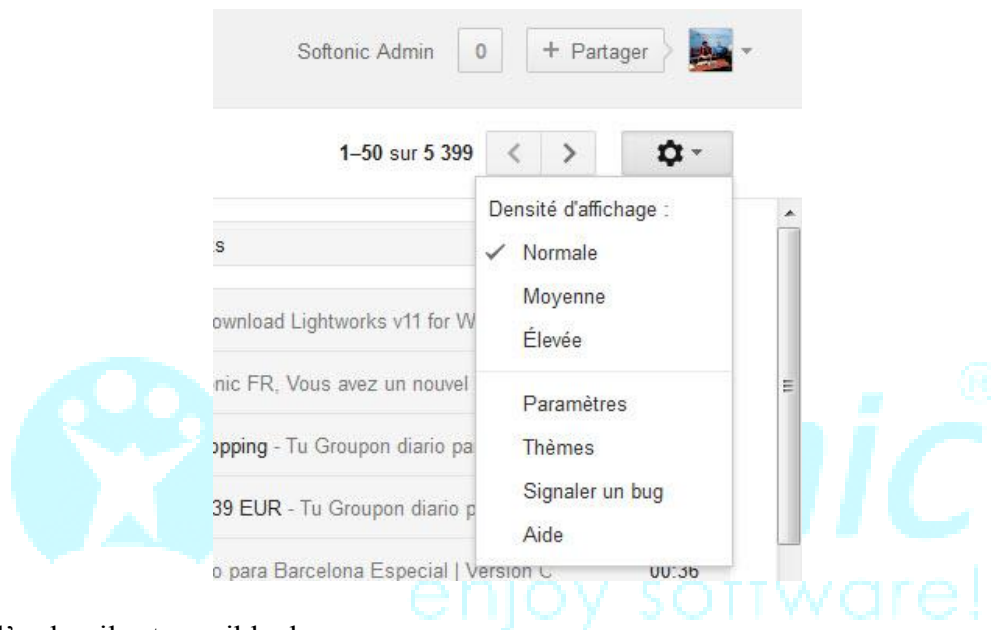 Softonic Admin 0 + Partager
1–50 sur 5 399
Densité d'affichage :
Normale
Moyenne
Élevée
Paramètres
Thèmes
Signaler un bug
Aide
s
ownload Lightworks v11 for W
nic FR, Vous avez un nouvel
opping - Tu Groupon diario pa
39 EUR - Tu Groupon diario p
o para Barcelona Especial | Version C 00:36
nic®
enjoy software!